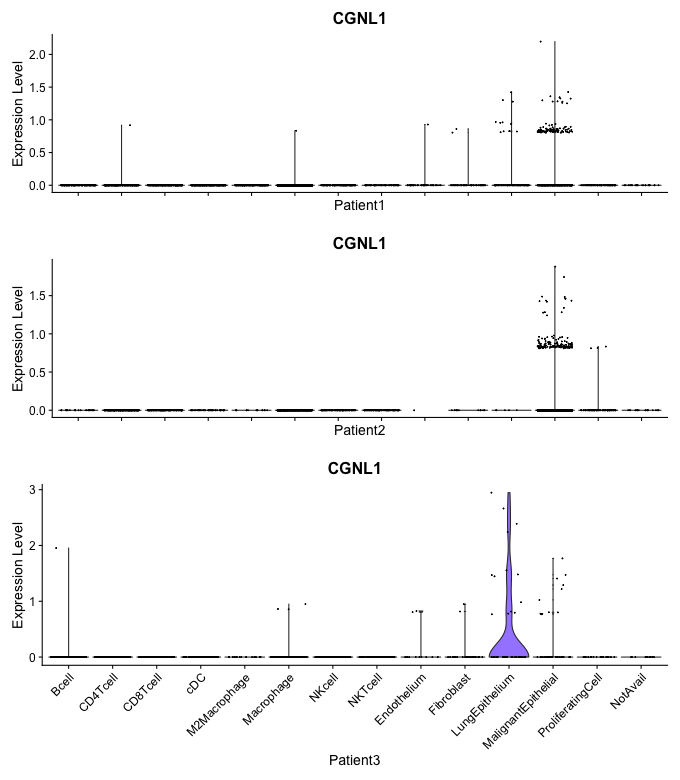 CGNL1
Expression Level
2.0
1.5
1.0
0.5
0.0
Patient1
CGNL1
Expression Level
1.5
1.0
0.5
0.0
Patient2
CGNL1
Expression Level
3
2
1
0
Bcell
CD4Tcell
CD8Tcell
cDC
M2Macrophage
Macrophage
NKcell
NKTcell
Endothelium
Fibroblast
LungEpithelium
MalignantEpithelial
ProliferatingCell
NotAvail
Patient3